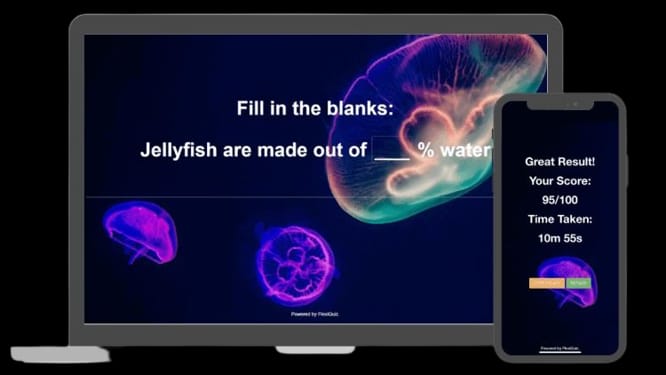 Fill in the blanks:
Jellyfish are made out of ____ % water
Powered by FlexiQuiz.
Great Result!
Your Score:
95/100
Time Taken:
10m 55s
Powered by FlexiQuiz.